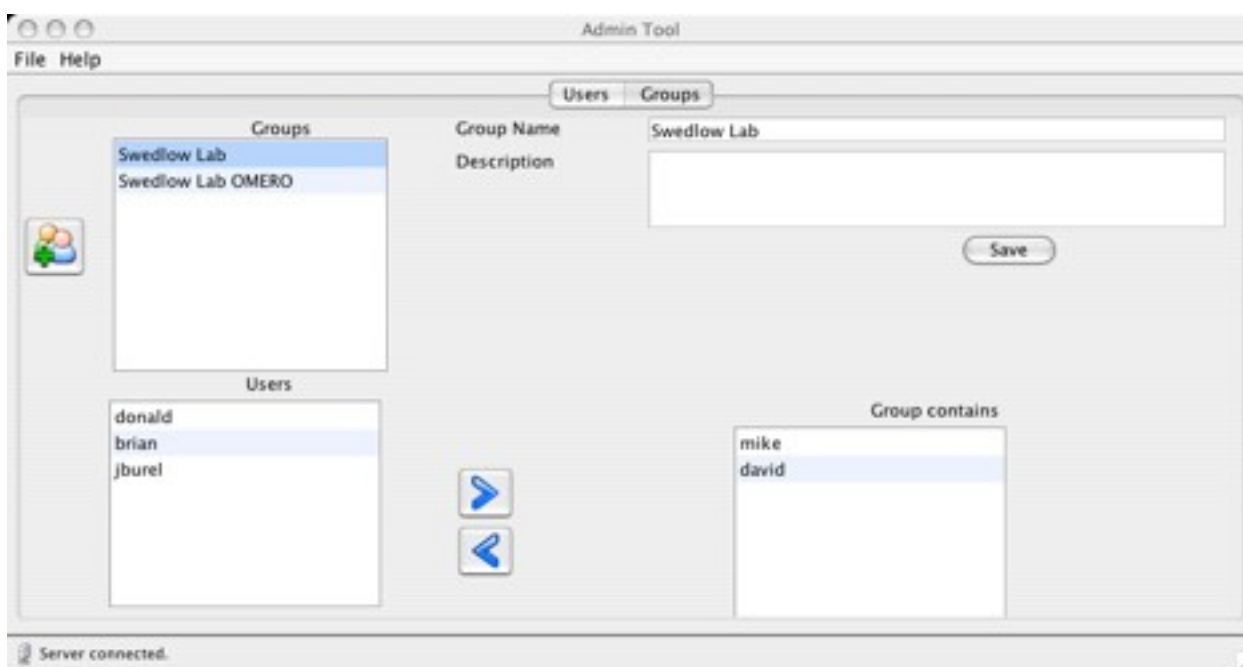 Admin Tool
File Help
Users Groups
Groups
Swedlow Lab
Swedlow Lab OMERO
Group Name
Swedlow Lab
Description
Save
Users
donald
brian
jburel
Group contains
mike
david
Server connected.